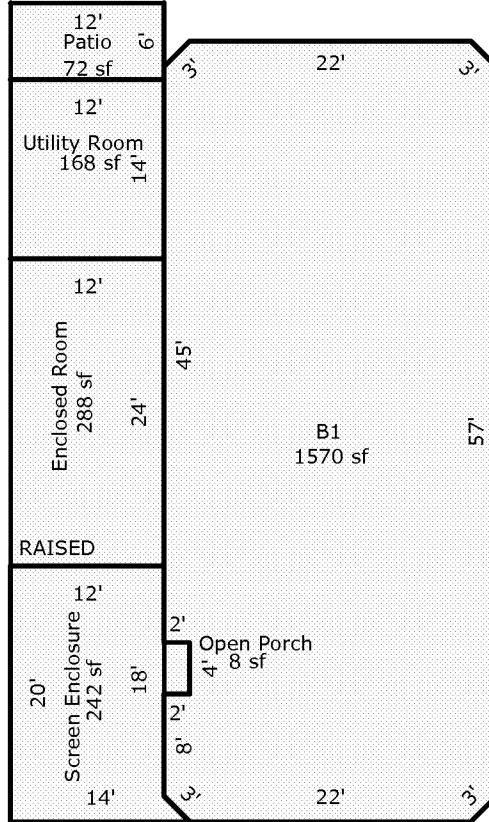 12'
Patio
6'
72 sf
3'
22'
3'
12'
Utility Room
168 sf
14'
12'
Enclosed Room
288 sf
24'
45'
B1
1570 sf
57'
RAISED
12'
Screen Enclosure
242 sf
20'
18'
2'
Open Porch
8 sf
4'
2'
8'
14'
3'
22'
3'